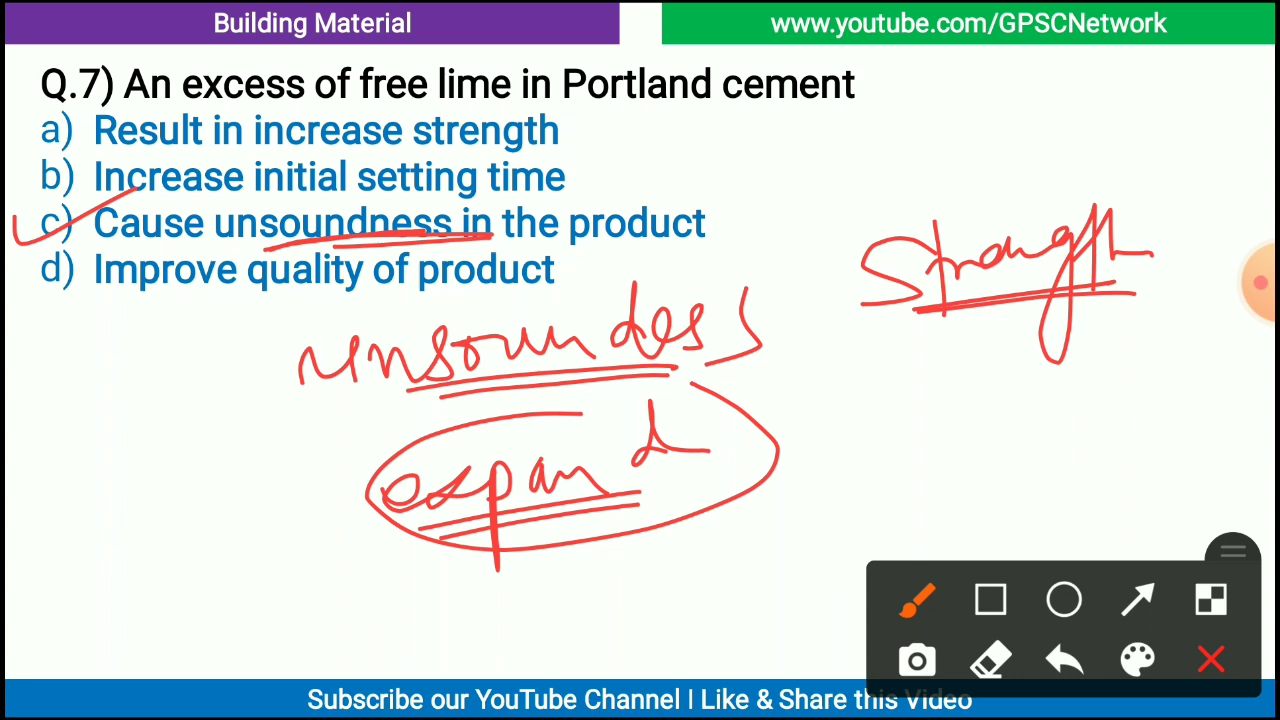 Building Material
www.youtube.com/GPSCNetwork
Q.7) An excess of free lime in Portland cement
a) Result in increase strength
b) Increase initial setting time
c) Cause unsoundness in the product
d) Improve quality of product
Strength
unsoundess
expand
Subscribe our YouTube Channel I Like & Share this Video